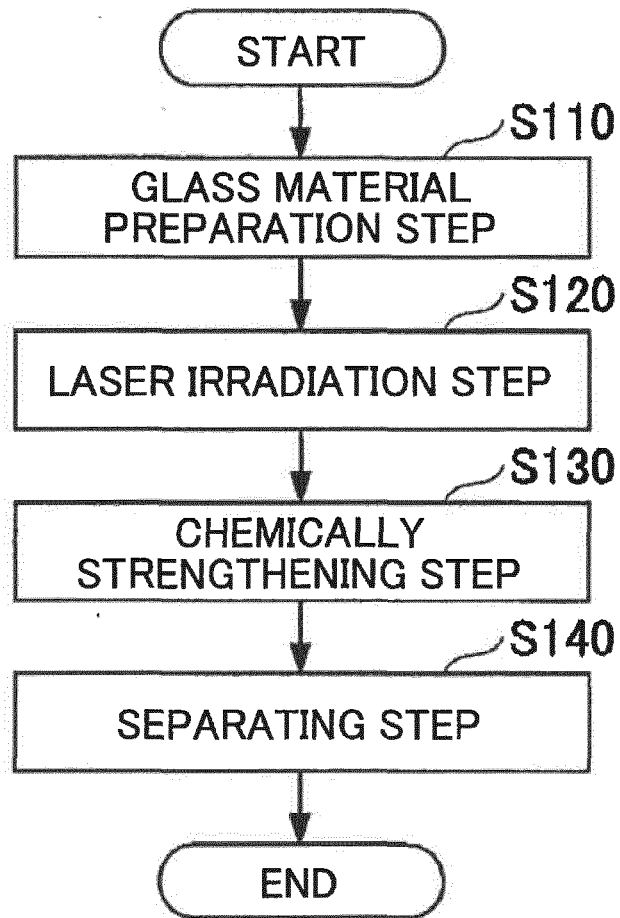 START
S110
GLASS MATERIAL
PREPARATION STEP
S120
LASER IRRADIATION STEP
S130
CHEMICALLY
STRENGTHENING STEP
S140
SEPARATING STEP
END